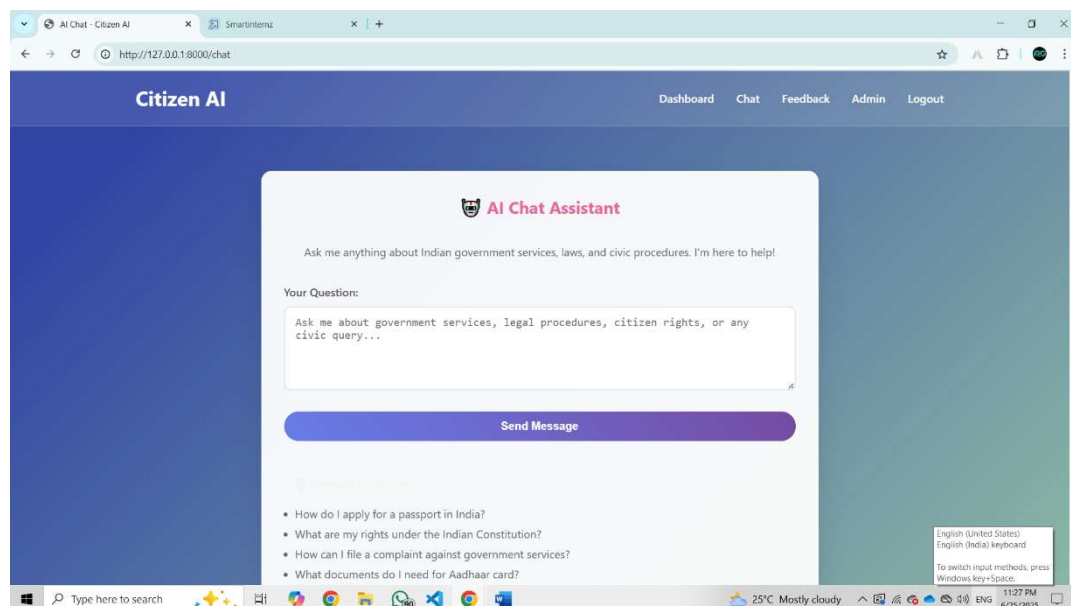 AI Chat - Citizen AI
Smartinternz
http://127.0.0.1:8000/chat
Citizen AI
Dashboard Chat Feedback Admin Logout
AI Chat Assistant
Ask me anything about Indian government services, laws, and civic procedures. I'm here to help!
Your Question:
Ask me about government services, legal procedures, citizen rights, or any
civic query...
Send Message
• How do I apply for a passport in India?
• What are my rights under the Indian Constitution?
• How can I file a complaint against government services?
• What documents do I need for Aadhaar card?
English (United States)
English (India) keyboard
To switch input methods, press
Windows key+Space.
Type here to search
25°C Mostly cloudy
ENG
11:27 PM
6/25/2025